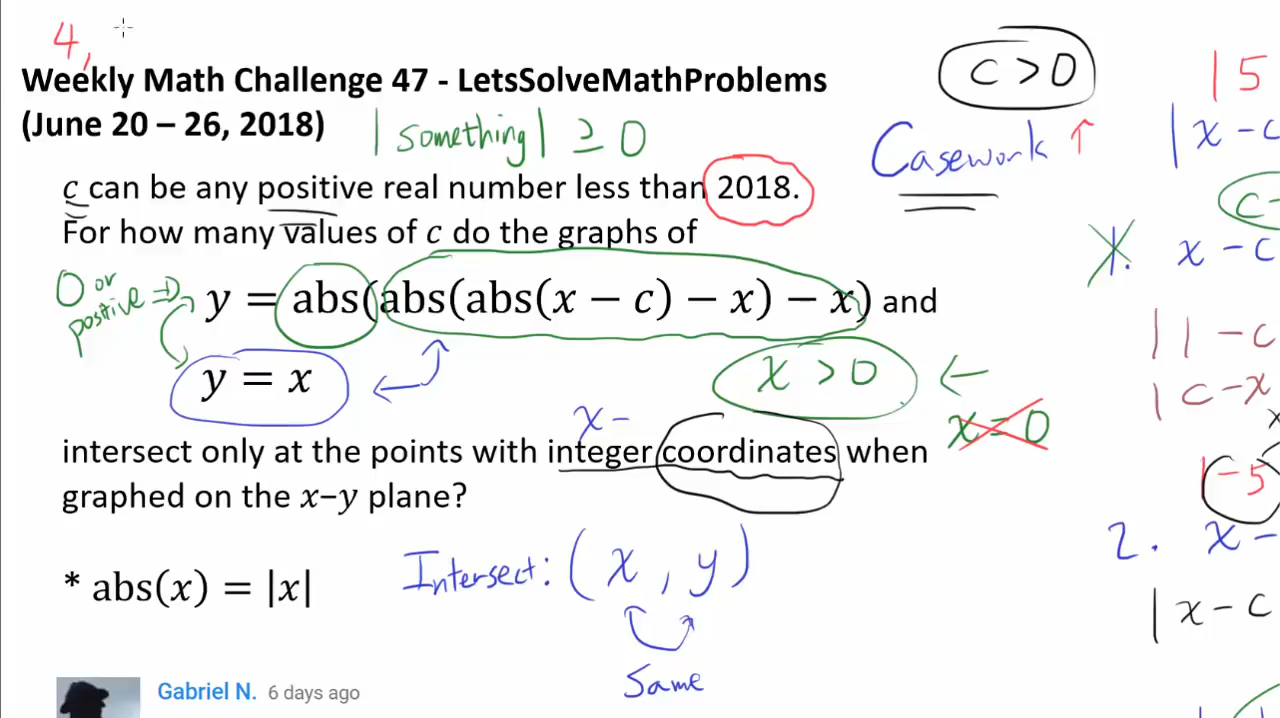 4,
Weekly Math Challenge 47 - LetsSolveMathProblems
(June 20 – 26, 2018)
|something| ≥ 0
c > 0
Casework ↑
c can be any positive real number less than 2018.
For how many values of c do the graphs of
0 or
positive ⇒
y = abs(abs(abs(x − c) − x) − x) and
y = x
x > 0 ←
x = 0
x −
intersect only at the points with integer coordinates when
graphed on the x−y plane?
Intersect: (x, y)
Same
* abs(x) = |x|
Gabriel N. 6 days ago
|5
|x − c
c −
1. x − c
||− c
|c − x
|−5
2. x −
|x − c